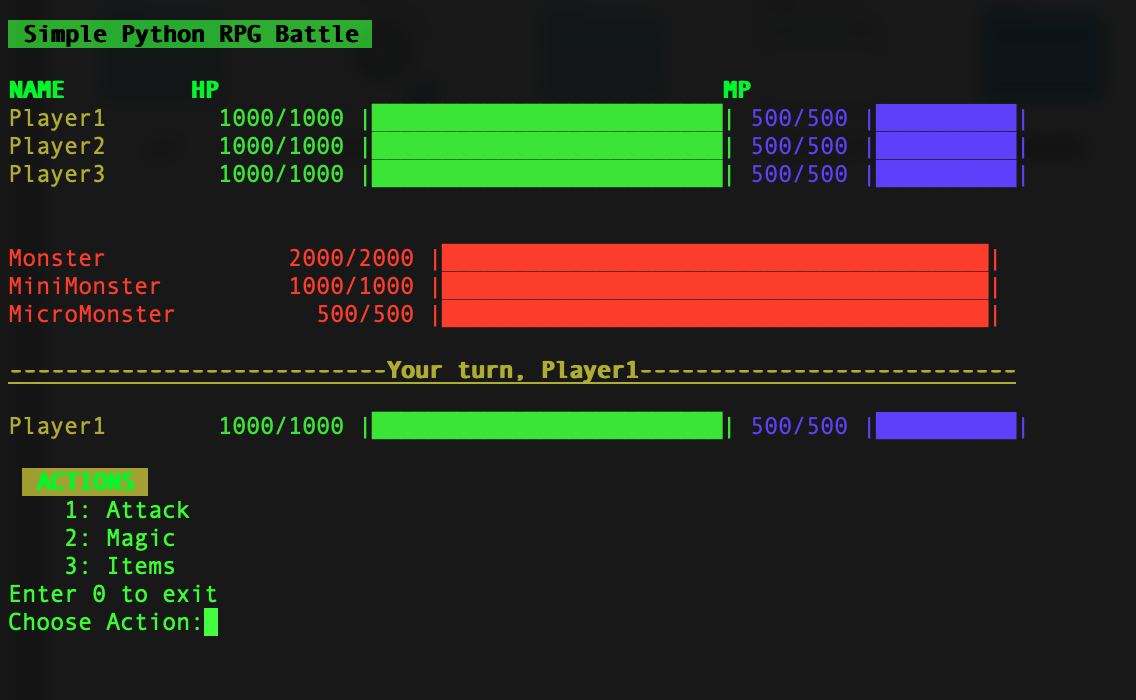 Simple Python RPG Battle
NAME HP MP
Player1 1000/1000 | | 500/500 | |
Player2 1000/1000 | | 500/500 | |
Player3 1000/1000 | | 500/500 | |
Monster 2000/2000 | |
MiniMonster 1000/1000 | |
MicroMonster 500/500 | |
---------------------------Your turn, Player1---------------------------
Player1 1000/1000 | | 500/500 | |
ACTIONS
1: Attack
2: Magic
3: Items
Enter 0 to exit
Choose Action: